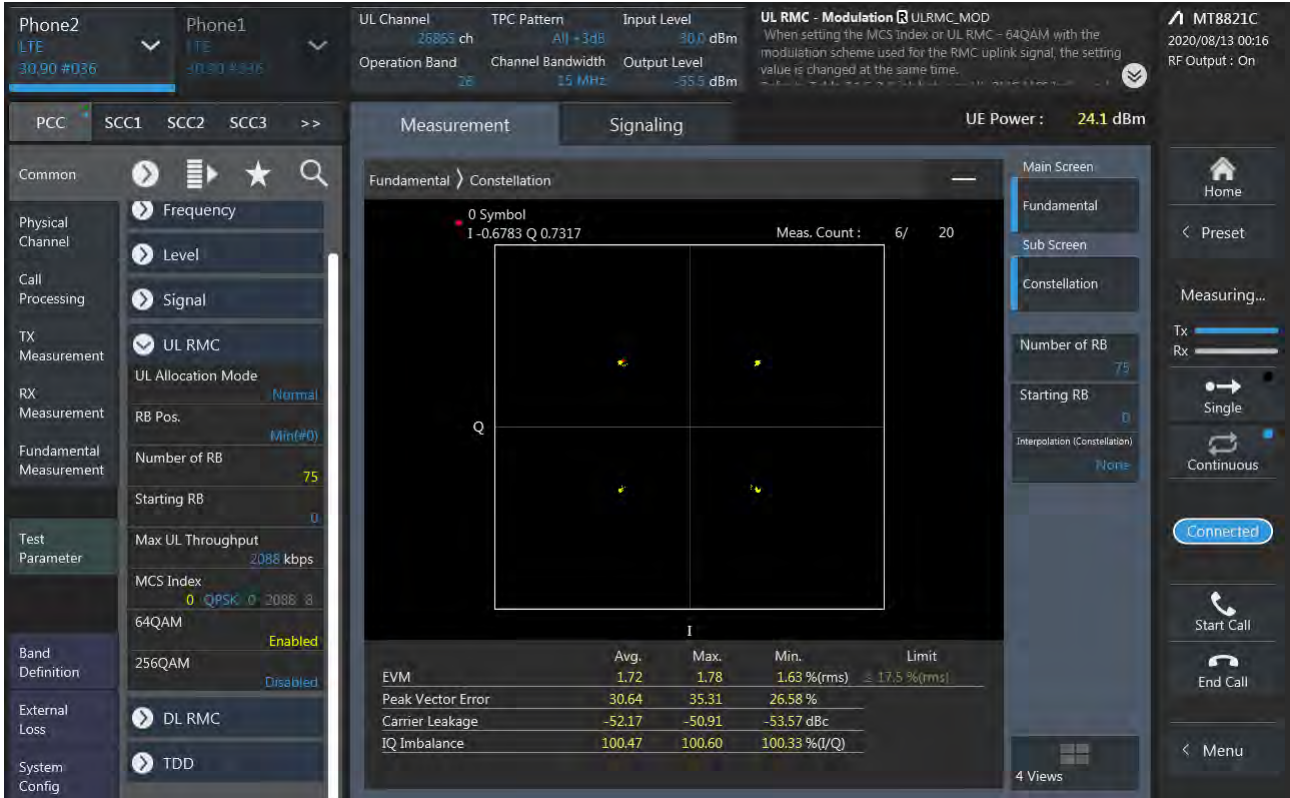 Phone2
LTE
30.90 #036
Phone1
LTE
30.90 #036
UL Channel
26865 ch
TPC Pattern
All +3dB
Input Level
30.0 dBm
Operation Band
26
Channel Bandwidth
15 MHz
Output Level
-55.5 dBm
UL RMC - Modulation R ULRMC_MOD
When setting the MCS Index or UL RMC - 64QAM with the
modulation scheme used for the RMC uplink signal, the setting
value is changed at the same time.
MT8821C
2020/08/13 00:16
RF Output : On
PCC SCC1 SCC2 SCC3 >>
Measurement
Signaling
UE Power : 24.1 dBm
Common
Physical
Channel
Call
Processing
TX
Measurement
RX
Measurement
Fundamental
Measurement
Test
Parameter
Band
Definition
External
Loss
System
Config
Frequency
Level
Signal
UL RMC
UL Allocation Mode
Normal
RB Pos.
Min(#0)
Number of RB
75
Starting RB
0
Max UL Throughput
2088 kbps
MCS Index
0 QPSK 0 2088 8
64QAM
Enabled
256QAM
Disabled
DL RMC
TDD
Fundamental Constellation
0 Symbol
I -0.6783 Q 0.7317
Meas. Count : 6/ 20
Q
I
Avg. Max. Min. Limit
EVM 1.72 1.78 1.63 %(rms) ≤ 17.5 %(rms)
Peak Vector Error 30.64 35.31 26.58 %
Carrier Leakage -52.17 -50.91 -53.57 dBc
IQ Imbalance 100.47 100.60 100.33 %(I/Q)
Main Screen
Fundamental
Sub Screen
Constellation
Number of RB
75
Starting RB
0
Interpolation (Constellation)
None
4 Views
Home
< Preset
Measuring...
Tx
Rx
Single
Continuous
Connected
Start Call
End Call
< Menu